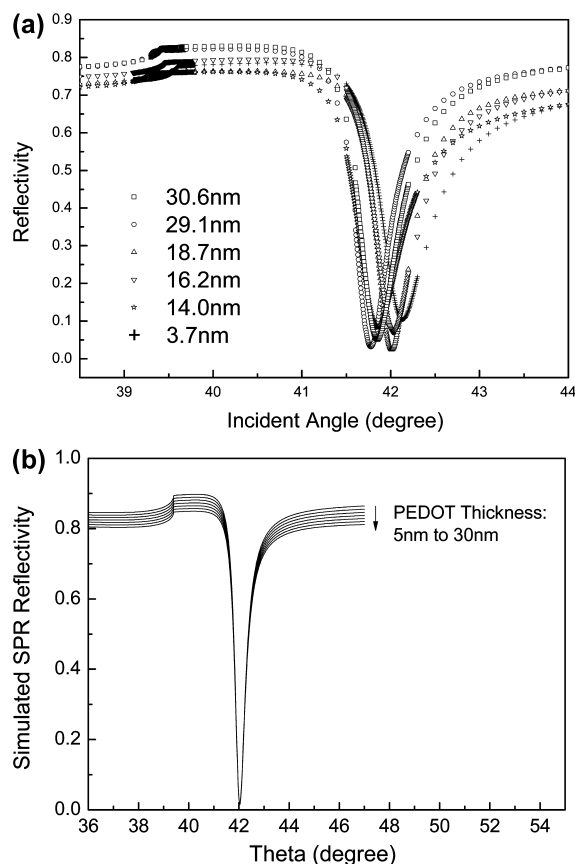 (a)
0.9
0.8
0.7
0.6
0.5
0.4
0.3
0.2
0.1
0.0
Reflectivity
30.6nm
29.1nm
18.7nm
16.2nm
14.0nm
3.7nm
39 40 41 42 43 44
Incident Angle (degree)
(b)
1.0
0.8
0.6
0.4
0.2
0.0
Simulated SPR Reflectivity
PEDOT Thickness:
5nm to 30nm
36 38 40 42 44 46 48 50 52 54
Theta (degree)